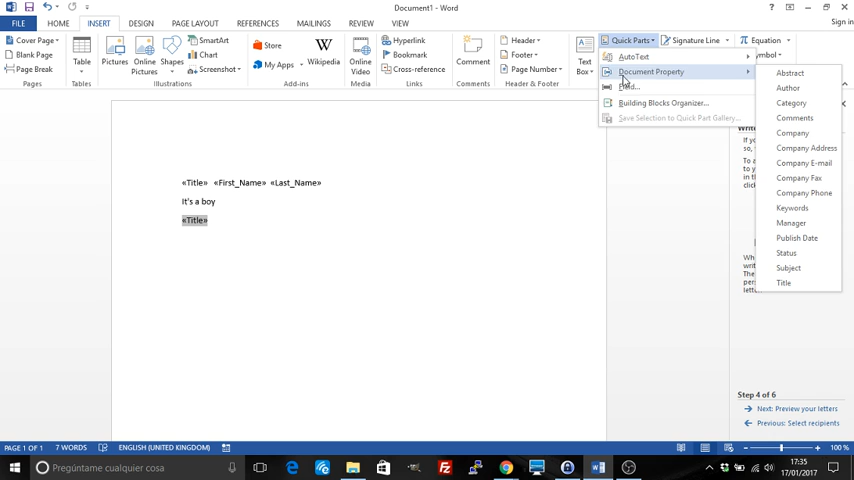 Document1 - Word
Sign in
FILE HOME INSERT DESIGN PAGE LAYOUT REFERENCES MAILINGS REVIEW VIEW
Cover Page
Blank Page
Page Break
Pages
Table
Tables
Pictures
Online Pictures
Shapes
SmartArt
Chart
Screenshot
Illustrations
Store
My Apps
Add-ins
Wikipedia
Online Video
Media
Hyperlink
Bookmark
Cross-reference
Links
Comment
Comments
Header
Footer
Page Number
Header & Footer
Text Box
Quick Parts
Signature Line
Equation
AutoText
Document Property
Building Blocks Organizer...
Save Selection to Quick Part Gallery...
Abstract
Author
Category
Comments
Company
Company Address
Company E-mail
Company Fax
Company Phone
Keywords
Manager
Publish Date
Status
Subject
Title
«Title» «First_Name» «Last_Name»
It's a boy
«Title»
Step 4 of 6
Next: Preview your letters
Previous: Select recipients
PAGE 1 OF 1 7 WORDS ENGLISH (UNITED KINGDOM) 100 %
Pregúntame cualquier cosa
17:35
17/01/2017